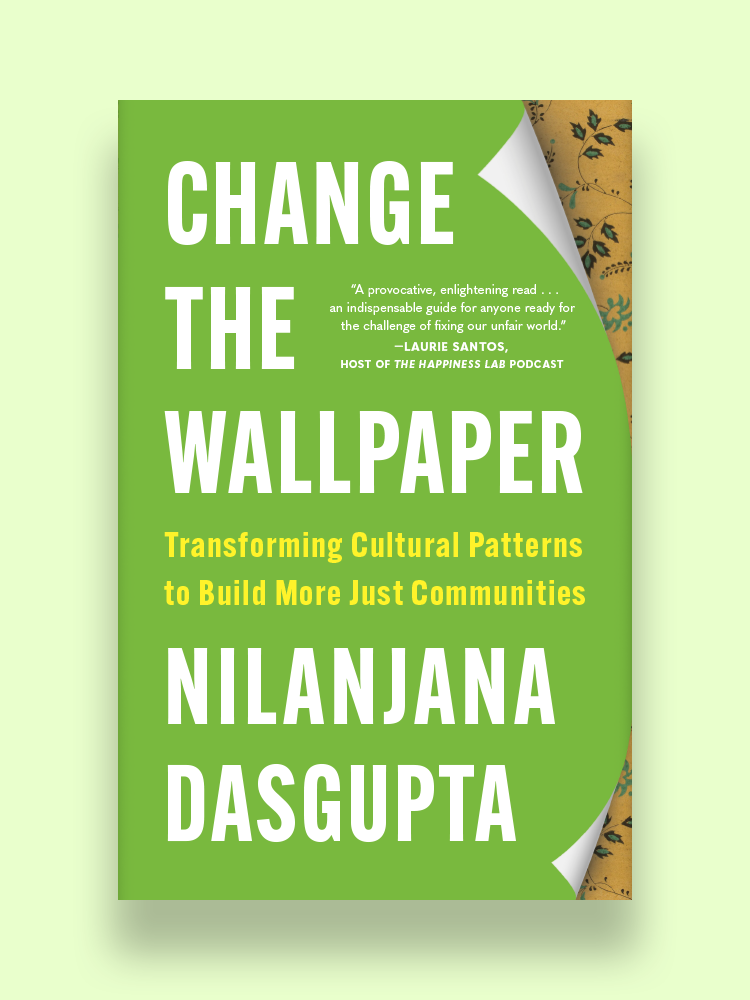 CHANGE
THE
“A provocative, enlightening read . . .
an indispensable guide for anyone ready for
the challenge of fixing our unfair world.”
—LAURIE SANTOS,
HOST OF THE HAPPINESS LAB PODCAST
WALLPAPER
Transforming Cultural Patterns
to Build More Just Communities
NILANJANA
DASGUPTA